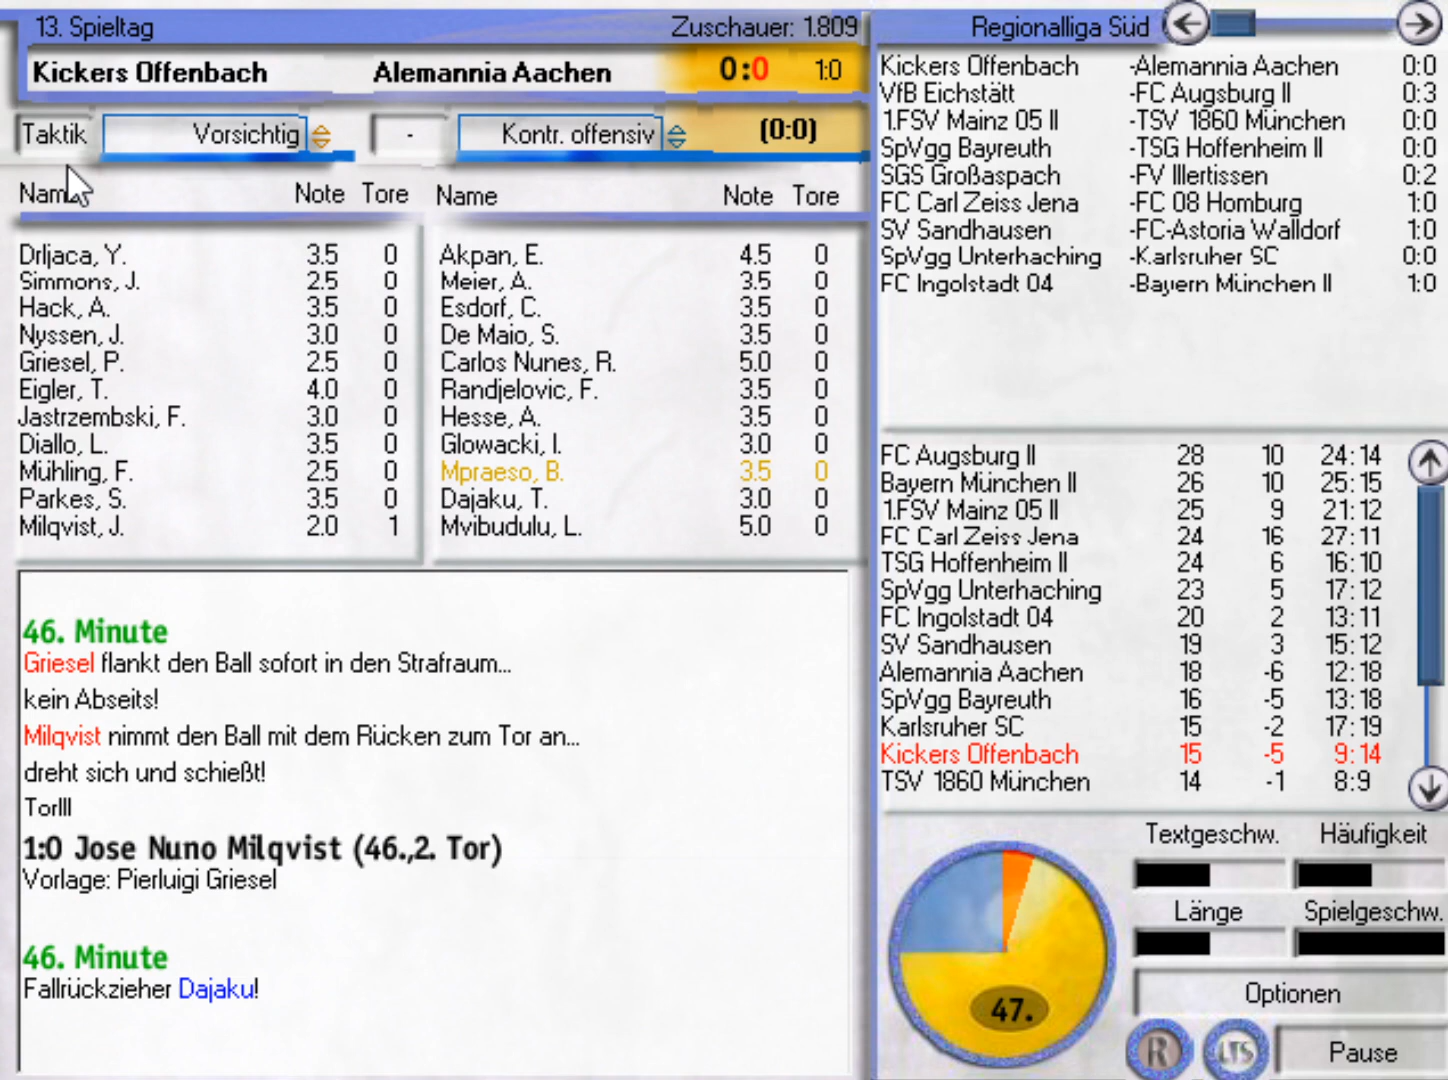 13. Spieltag Zuschauer: 1.809
Kickers Offenbach Alemannia Aachen 0:0 1:0
Taktik Vorsichtig - Kontr. offensiv (0:0)
Name Note Tore Name Note Tore
Drljaca, Y. 3.5 0 Akpan, E. 4.5 0
Simmons, J. 2.5 0 Meier, A. 3.5 0
Hack, A. 3.5 0 Esdorf, C. 3.5 0
Nyssen, J. 3.0 0 De Maio, S. 3.5 0
Griesel, P. 2.5 0 Carlos Nunes, R. 5.0 0
Eigler, T. 4.0 0 Randjelovic, F. 3.5 0
Jastrzembski, F. 3.0 0 Hesse, A. 3.5 0
Diallo, L. 3.5 0 Glowacki, I. 3.0 0
Mühling, F. 2.5 0 Mpraeso, B. 3.5 0
Parkes, S. 3.5 0 Dajaku, T. 3.0 0
Milqvist, J. 2.0 1 Mvibudulu, L. 5.0 0
46. Minute
Griesel flankt den Ball sofort in den Strafraum...
kein Abseits!
Milqvist nimmt den Ball mit dem Rücken zum Tor an...
dreht sich und schießt!
Tor!!!
1:0 Jose Nuno Milqvist (46.,2. Tor)
Vorlage: Pierluigi Griesel
46. Minute
Fallrückzieher Dajaku!
Regionalliga Süd
Kickers Offenbach -Alemannia Aachen 0:0
VfB Eichstätt -FC Augsburg II 0:3
1.FSV Mainz 05 II -TSV 1860 München 0:0
SpVgg Bayreuth -TSG Hoffenheim II 0:0
SGS Großaspach -FV Illertissen 0:2
FC Carl Zeiss Jena -FC 08 Homburg 1:0
SV Sandhausen -FC-Astoria Walldorf 1:0
SpVgg Unterhaching -Karlsruher SC 0:0
FC Ingolstadt 04 -Bayern München II 1:0
FC Augsburg II 28 10 24:14
Bayern München II 26 10 25:15
1.FSV Mainz 05 II 25 9 21:12
FC Carl Zeiss Jena 24 16 27:11
TSG Hoffenheim II 24 6 16:10
SpVgg Unterhaching 23 5 17:12
FC Ingolstadt 04 20 2 13:11
SV Sandhausen 19 3 15:12
Alemannia Aachen 18 -6 12:18
SpVgg Bayreuth 16 -5 13:18
Karlsruher SC 15 -2 17:19
Kickers Offenbach 15 -5 9:14
TSV 1860 München 14 -1 8:9
Textgeschw. Häufigkeit
Länge Spielgeschw.
47.
Optionen
R LTS Pause